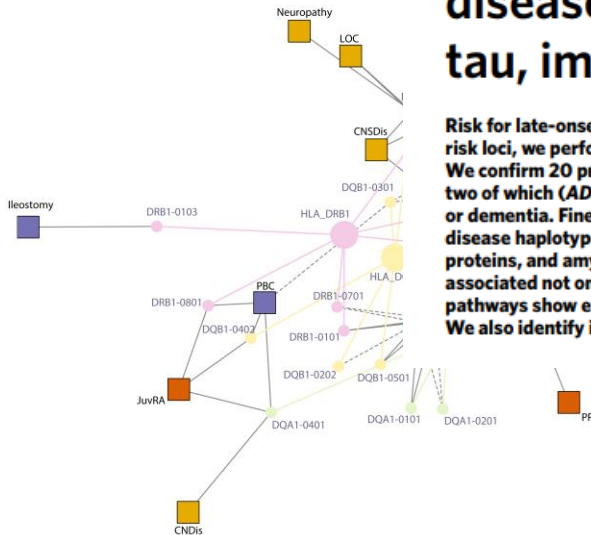 Neuropathy
LOC
CNSDis
DQB1-0301
Ileostomy
DRB1-0103
HLA_DRB1
PBC
DRB1-0801
DRB1-0701
DQB1-0402
DRB1-0101
DQB1-0202
DQB1-0501
JuvRA
DQA1-0401
DQA1-0101
DQA1-0201
CNDis
disease
tau, im
Risk for late-onse
risk loci, we perfo
We confirm 20 pr
two of which (AD
or dementia. Fine
disease haplotyp
proteins, and amy
associated not or
pathways show e
We also identify i